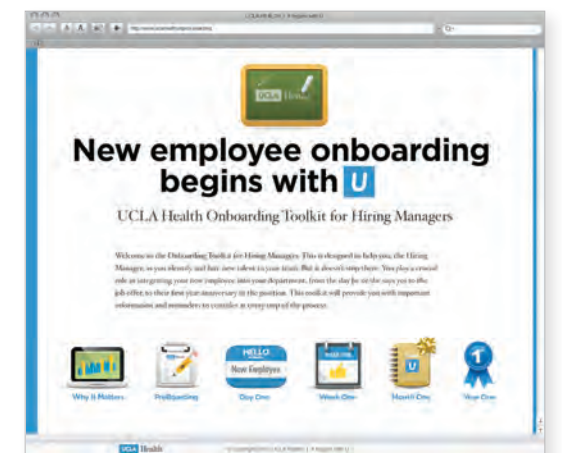 UCLA Health
New employee onboarding
begins with U
UCLA Health Onboarding Toolkit for Hiring Managers
Welcome to the Onboarding Toolkit for Hiring Managers. This is designed to help you, the Hiring
Manager, as you identify and hire new talent to your team. But it doesn't stop there. You play a crucial
role in integrating your new employee into your department, from the day he or she says yes to the
job offer, to their first year anniversary in the position. This toolkit will provide you with important
information and reminders to consider at every step of the process.
HELLO
New Employee
U
1
Why It Matters
PreBoarding
Day One
Week One
Month One
Year One
UCLA Health